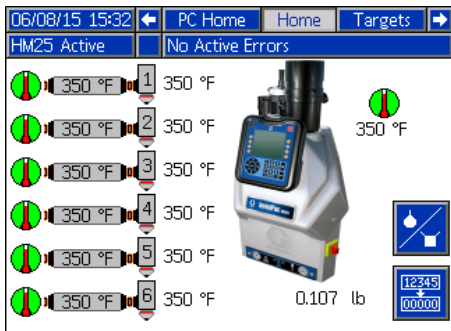 06/08/15 15:32 PC Home Home Targets
HM25 Active No Active Errors
350 °F 1 350 °F
350 °F 2 350 °F
350 °F
350 °F 3 350 °F
350 °F 4 350 °F
350 °F 5 350 °F
350 °F 6 350 °F
0.107 lb
12345
00000